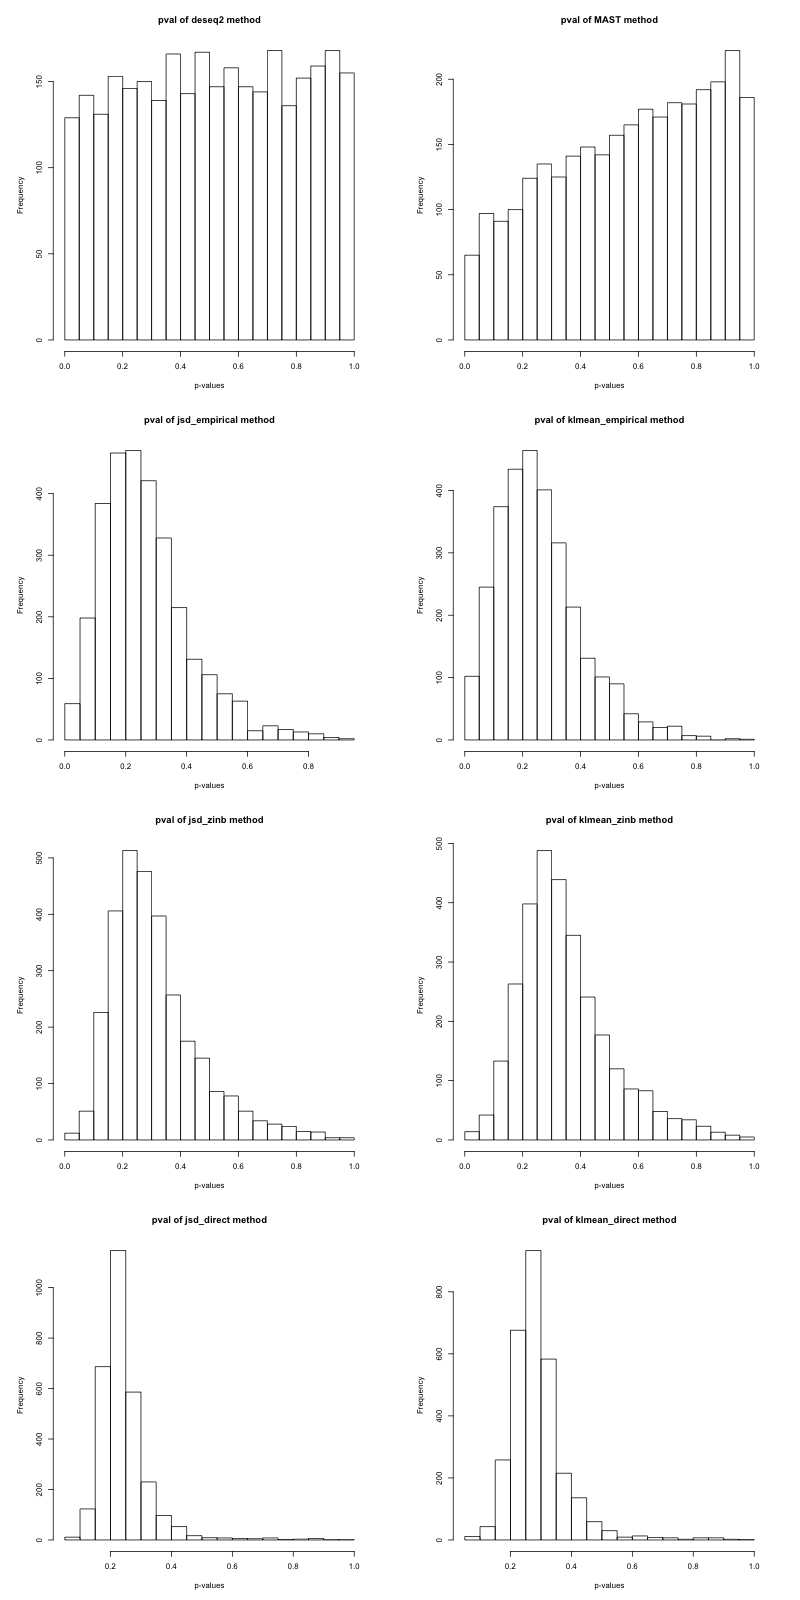 pval of deseq2 method
Frequency
0 50 100 150
0.0 0.2 0.4 0.6 0.8 1.0
p-values
pval of MAST method
Frequency
0 50 100 150 200
0.0 0.2 0.4 0.6 0.8 1.0
p-values
pval of jsd_empirical method
Frequency
0 100 200 300 400
0.0 0.2 0.4 0.6 0.8
p-values
pval of klmean_empirical method
Frequency
0 100 200 300 400
0.0 0.2 0.4 0.6 0.8 1.0
p-values
pval of jsd_zinb method
Frequency
0 100 200 300 400 500
0.0 0.2 0.4 0.6 0.8 1.0
p-values
pval of klmean_zinb method
Frequency
0 100 200 300 400 500
0.0 0.2 0.4 0.6 0.8 1.0
p-values
pval of jsd_direct method
Frequency
0 200 400 600 800 1000
0.2 0.4 0.6 0.8 1.0
p-values
pval of klmean_direct method
Frequency
0 200 400 600 800
0.2 0.4 0.6 0.8 1.0
p-values